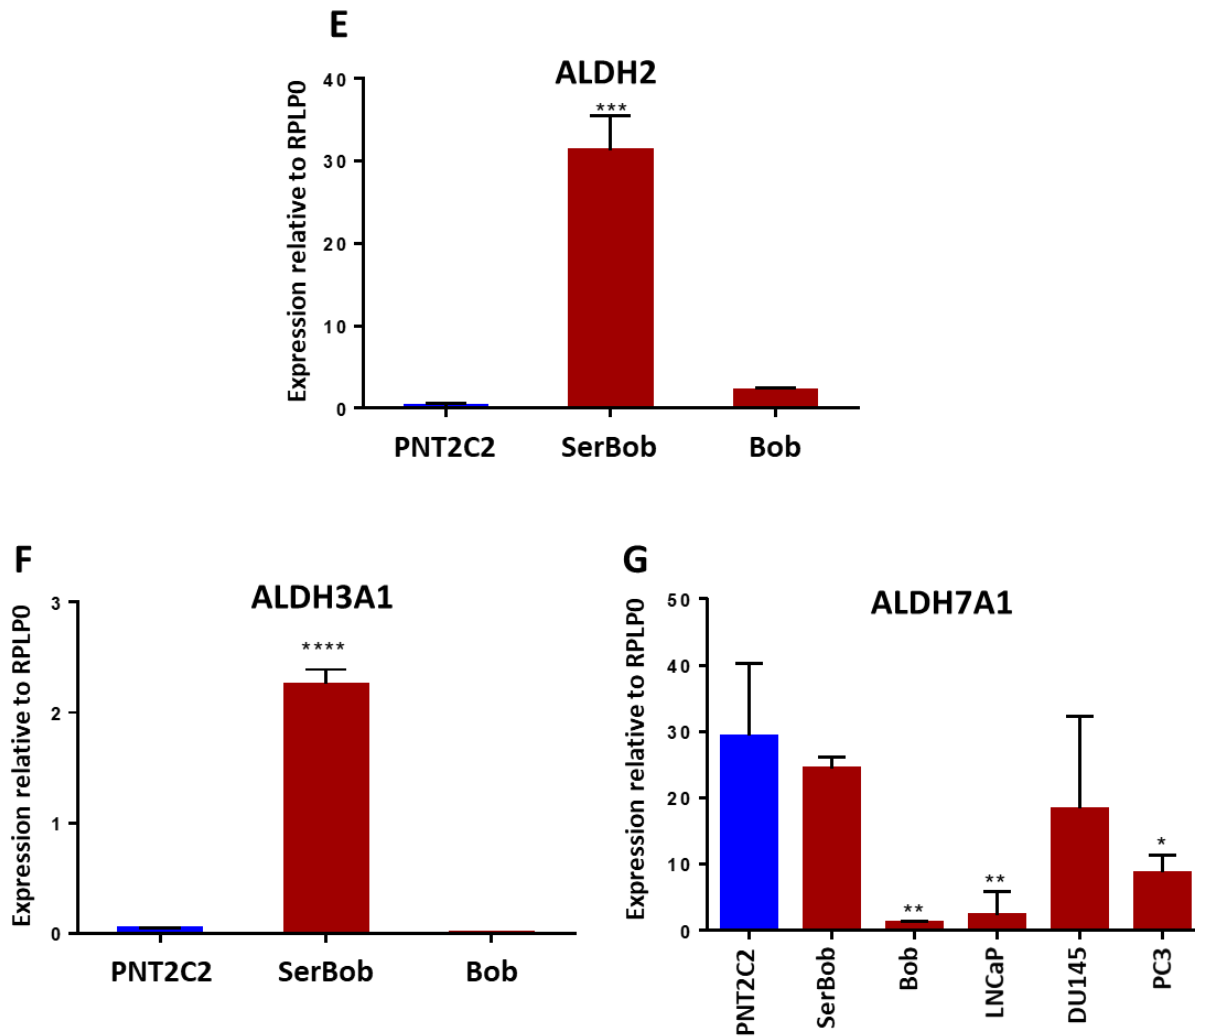 E
ALDH2
Expression relative to RPLP0
40
30
20
10
0
***
PNT2C2 SerBob Bob
F
ALDH3A1
Expression relative to RPLP0
3
2
1
0
****
PNT2C2 SerBob Bob
G
ALDH7A1
Expression relative to RPLP0
50
40
30
20
10
0
** ** *
PNT2C2
SerBob
Bob
LNCaP
DU145
PC3